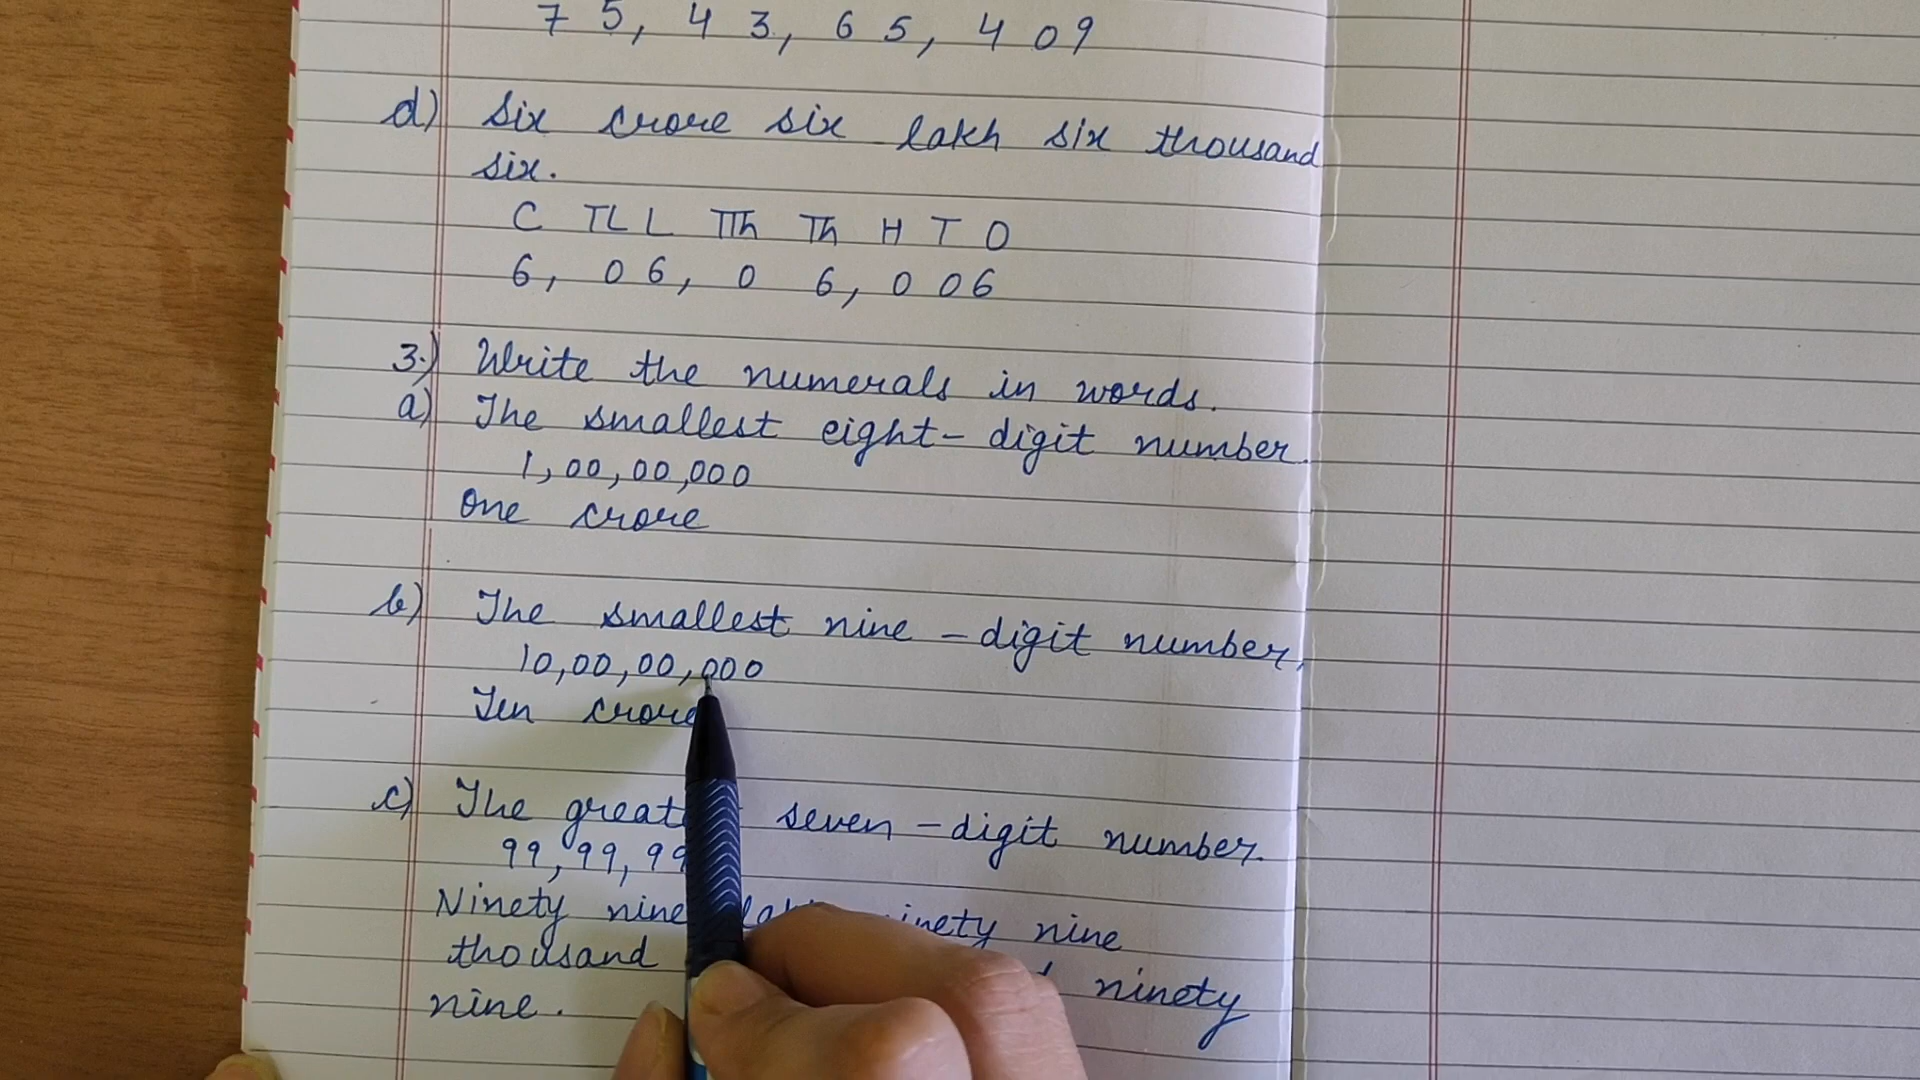 7 5, 4 3, 6 5, 4 0 9
d) Six crore six lakh six thousand
six.
C TL L TTh Th H T O
6, 0 6, 0 6, 0 0 6
3.) Write the numerals in words.
a) The smallest eight-digit number.
1,00,00,000
One crore
b) The smallest nine-digit number.
10,00,00,000
Ten crore
c) The seven-digit number.
99,99,99
Ninety nine ninety nine
thousand ninety
nine.